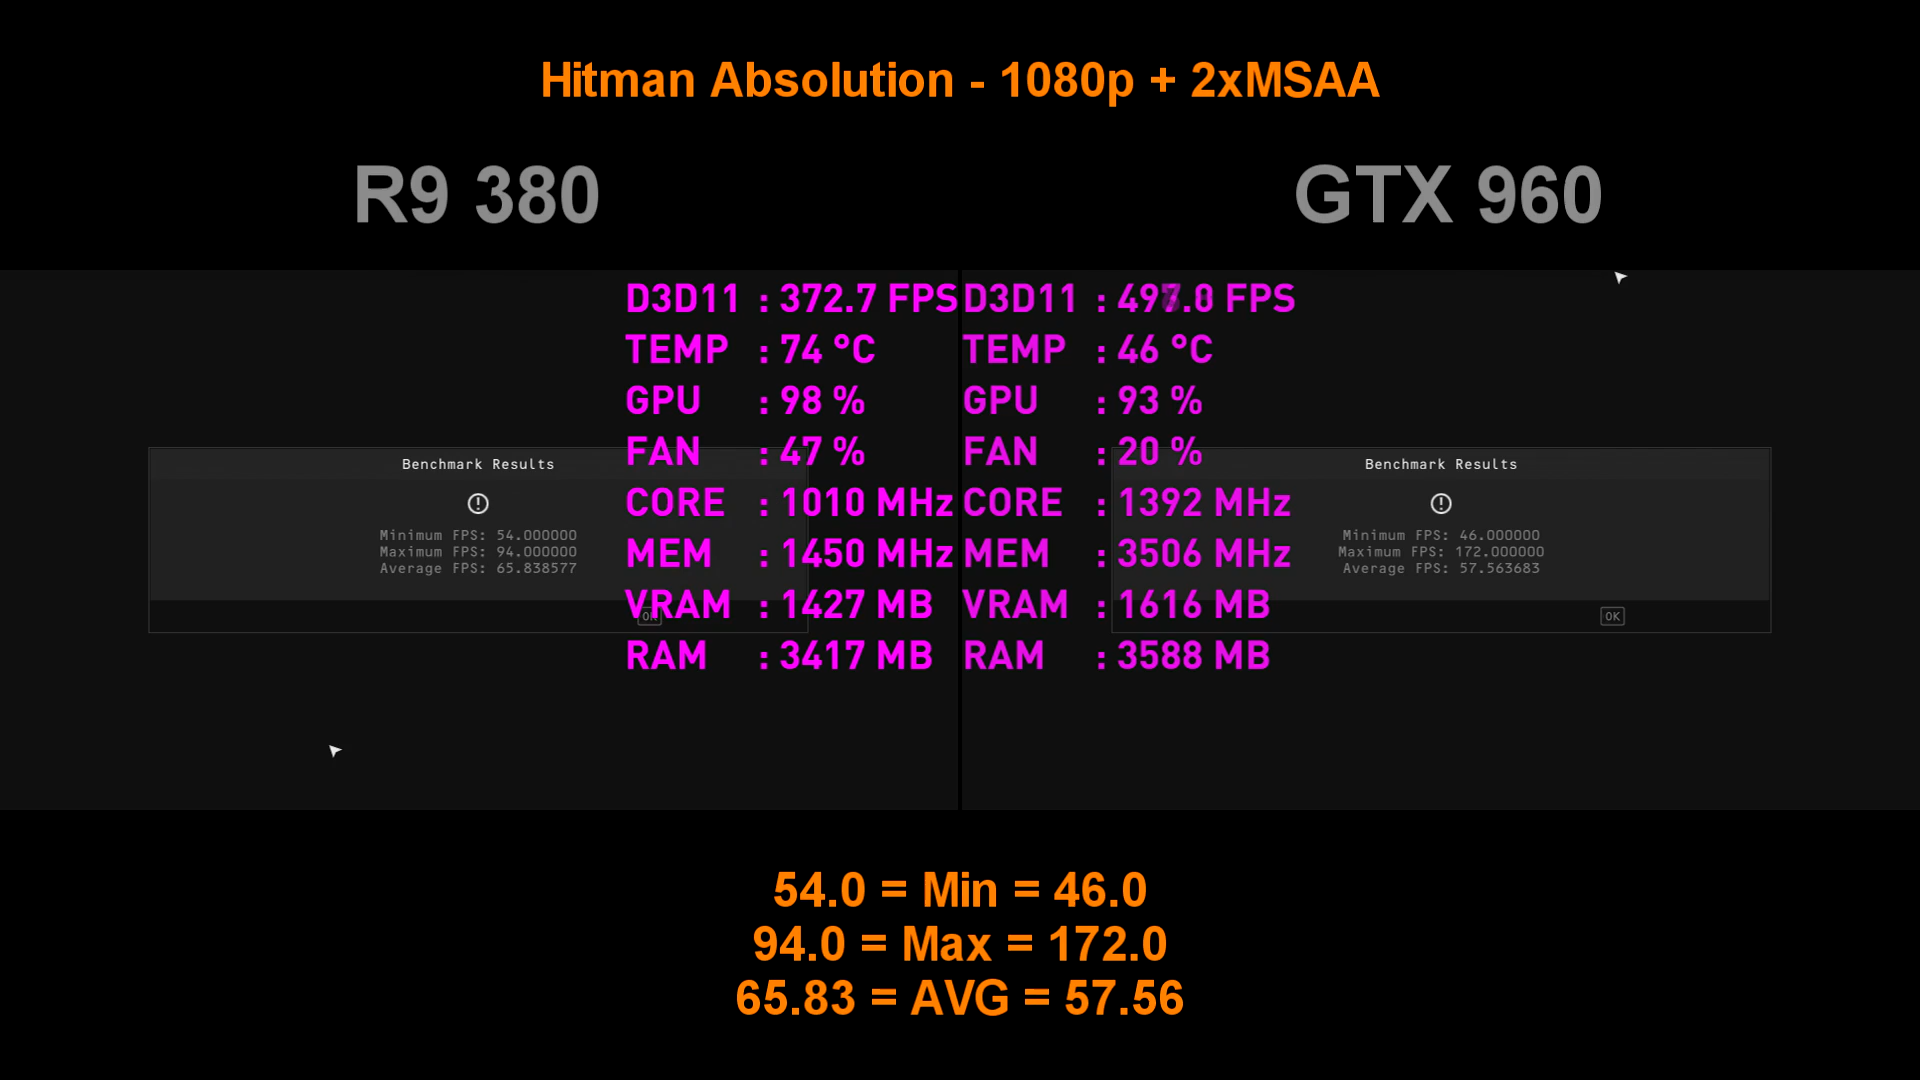 Hitman Absolution - 1080p + 2xMSAA
R9 380
GTX 960
D3D11 : 372.7 FPS
TEMP : 74 °C
GPU : 98 %
FAN : 47 %
CORE : 1010 MHz
MEM : 1450 MHz
VRAM : 1427 MB
RAM : 3417 MB
Benchmark Results
Minimum FPS: 54.000000
Maximum FPS: 94.000000
Average FPS: 65.838577
OK
D3D11 : FPS
TEMP : 46 °C
GPU : 93 %
FAN : 20 %
CORE : 1392 MHz
MEM : 3506 MHz
VRAM : 1616 MB
RAM : 3588 MB
Benchmark Results
Minimum FPS: 46.000000
Maximum FPS: 172.000000
Average FPS: 57.563683
OK
54.0 = Min = 46.0
94.0 = Max = 172.0
65.83 = AVG = 57.56